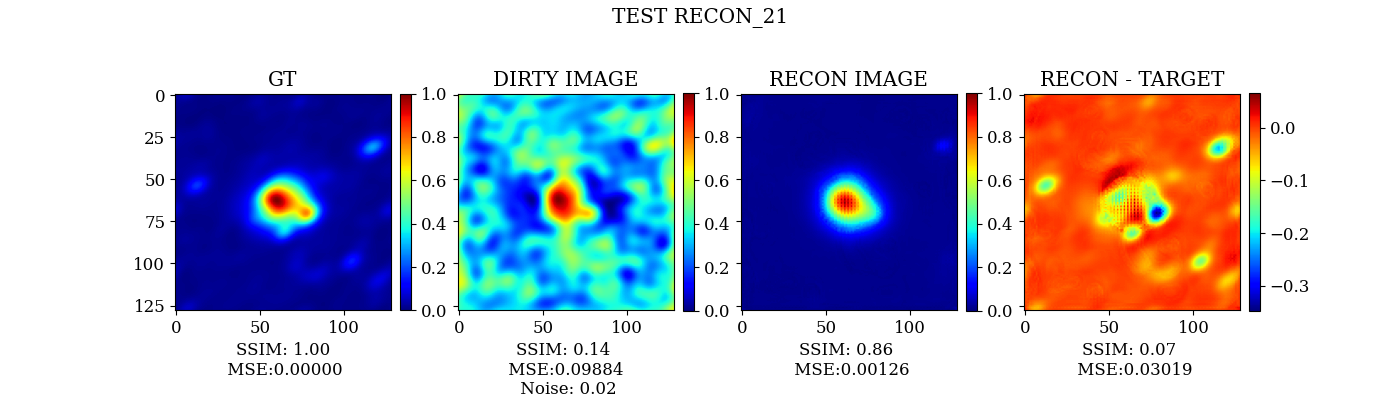 TEST RECON_21
GT
DIRTY IMAGE
RECON IMAGE
RECON - TARGET
0
25
50
75
100
125
0
50
100
0.0
0.2
0.4
0.6
0.8
1.0
0
50
100
0.0
0.2
0.4
0.6
0.8
1.0
0
50
100
0.0
0.2
0.4
0.6
0.8
1.0
0
50
100
0.0
−0.1
−0.2
−0.3
SSIM: 1.00
MSE:0.00000
SSIM: 0.14
MSE:0.09884
Noise: 0.02
SSIM: 0.86
MSE:0.00126
SSIM: 0.07
MSE:0.03019